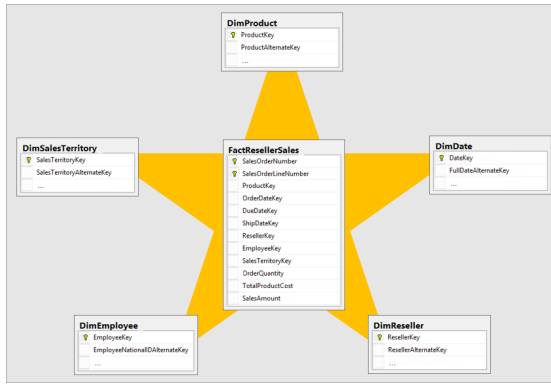 DimProduct
ProductKey
ProductAlternateKey
...
DimSalesTerritory
SalesTerritoryKey
SalesTerritoryAlternateKey
...
FactResellerSales
SalesOrderNumber
SalesOrderLineNumber
ProductKey
OrderDateKey
DueDateKey
ShipDateKey
ResellerKey
EmployeeKey
SalesTerritoryKey
OrderQuantity
TotalProductCost
SalesAmount
DimDate
DateKey
FullDateAlternateKey
...
DimEmployee
EmployeeKey
EmployeeNationalIDAlternateKey
...
DimReseller
ResellerKey
ResellerAlternateKey
...